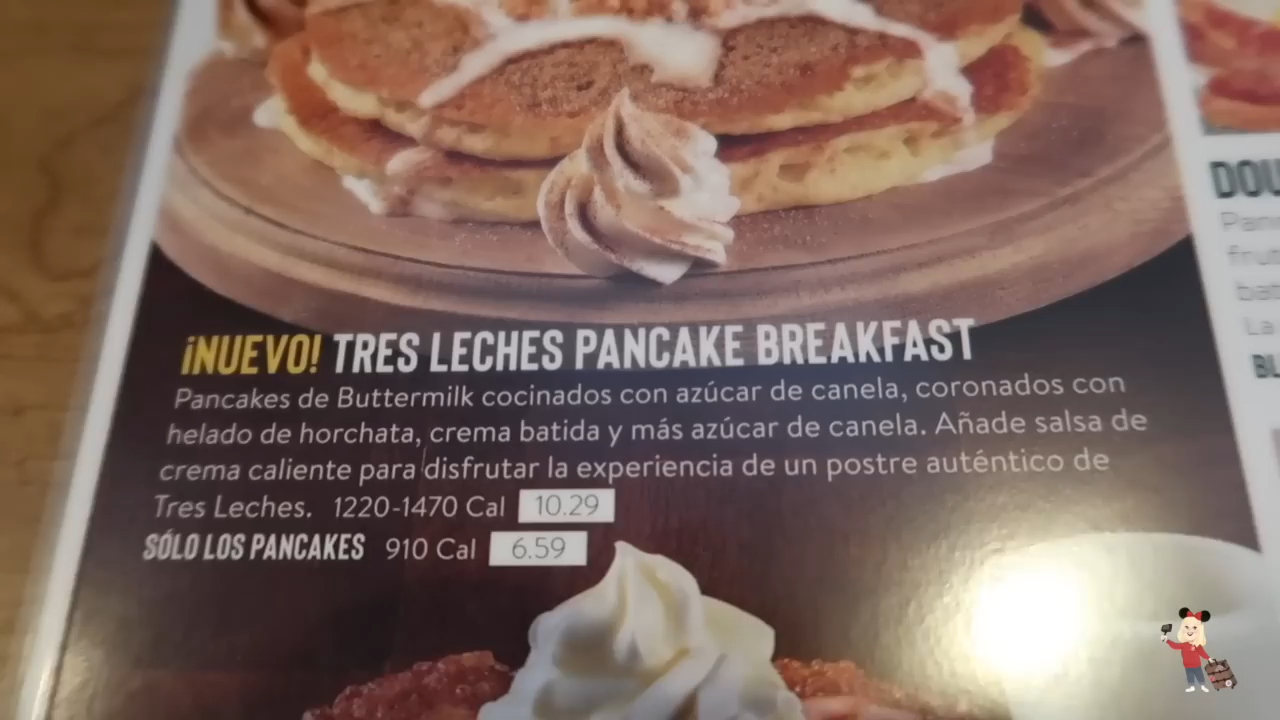 ¡NUEVO! TRES LECHES PANCAKE BREAKFAST
Pancakes de Buttermilk cocinados con azúcar de canela, coronados con
helado de horchata, crema batida y más azúcar de canela. Añade salsa de
crema caliente para disfrutar la experiencia de un postre auténtico de
Tres Leches. 1220-1470 Cal 10.29
SÓLO LOS PANCAKES 910 Cal 6.59
La